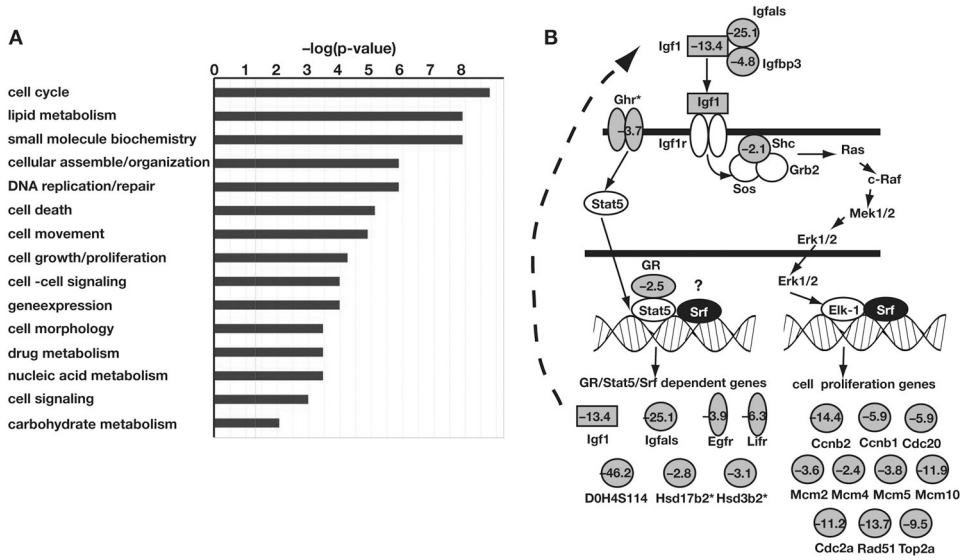 A
−log(p-value)
0 1 2 3 4 5 6 7 8
cell cycle
lipid metabolism
small molecule biochemistry
cellular assemble/organization
DNA replication/repair
cell death
cell movement
cell growth/proliferation
cell -cell signaling
geneexpression
cell morphology
drug metabolism
nucleic acid metabolism
cell signaling
carbohydrate metabolism
B
Igfals
−25.1
Igf1 −13.4
−4.8 Igfbp3
Ghr*
Igf1
−3.7
Igf1r
−2.1 Shc
Ras
Grb2
Sos
c-Raf
Stat5
Mek1/2
Erk1/2
GR
−2.5
?
Erk1/2
Stat5 Srf
Elk-1 Srf
GR/Stat5/Srf dependent genes
cell proliferation genes
−13.4 −25.1 −3.9 −6.3
Igf1 Igfals Egfr Lifr
−14.4 −5.9 −5.9
Ccnb2 Ccnb1 Cdc20
−46.2 −2.8 −3.1
D0H4S114 Hsd17b2* Hsd3b2*
−3.6 −2.4 −3.8 −11.9
Mcm2 Mcm4 Mcm5 Mcm10
−11.2 −13.7 −9.5
Cdc2a Rad51 Top2a